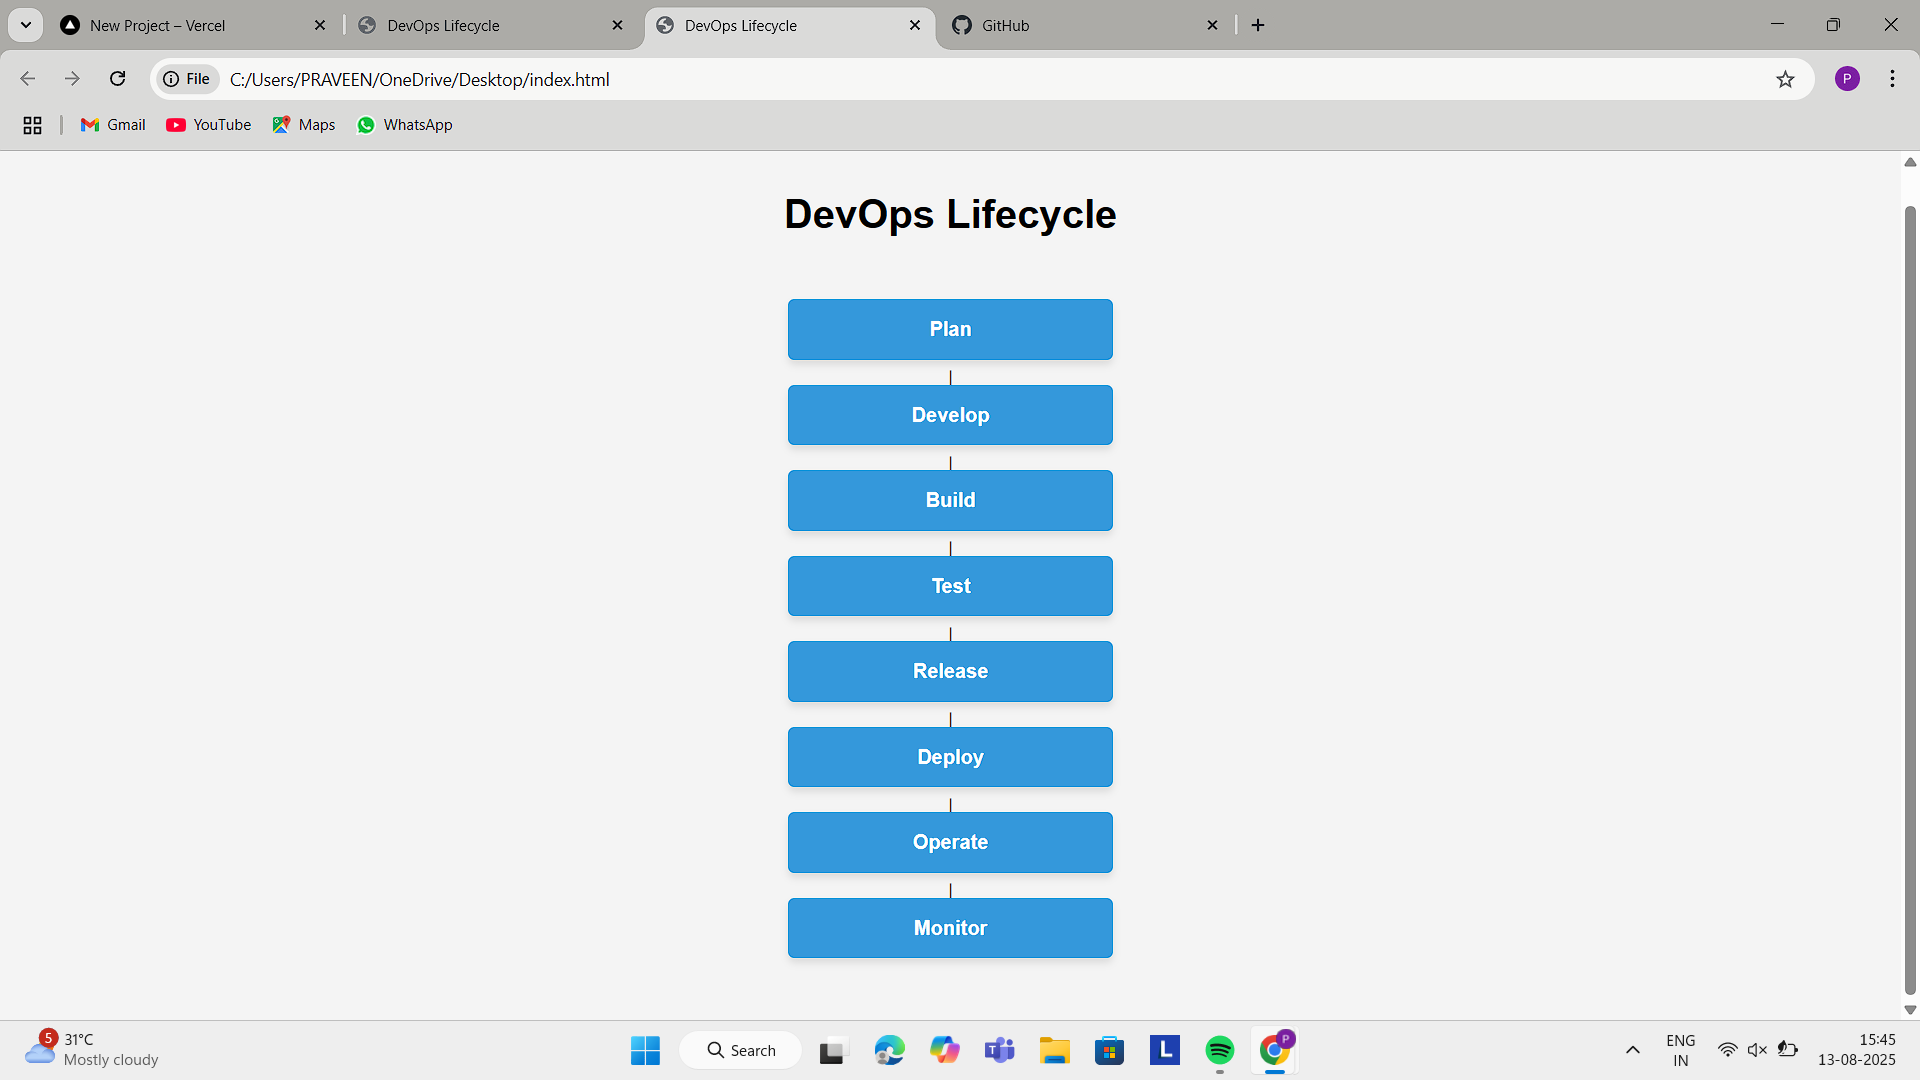 New Project – Vercel
DevOps Lifecycle
DevOps Lifecycle
GitHub
File
C:/Users/PRAVEEN/OneDrive/Desktop/index.html
P
Gmail
YouTube
Maps
WhatsApp
DevOps Lifecycle
Plan
Develop
Build
Test
Release
Deploy
Operate
Monitor
5
31°C
Mostly cloudy
Search
L
P
ENG
IN
15:45
13-08-2025